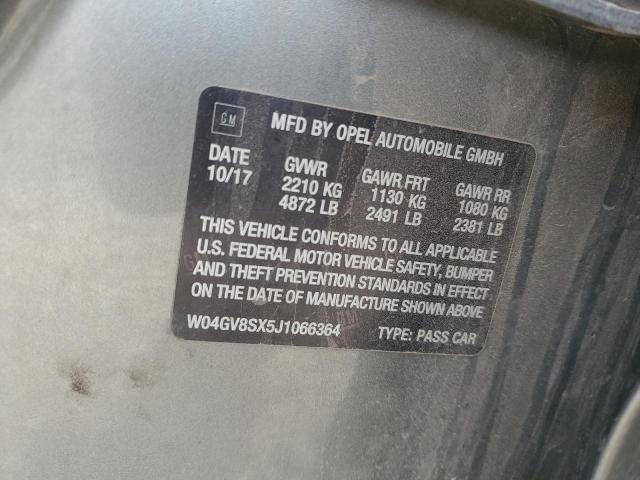 GM
MFD BY OPEL AUTOMOBILE GMBH
DATE GVWR GAWR FRT GAWR RR
10/17 2210 KG 1130 KG 1080 KG
4872 LB 2491 LB 2381 LB
THIS VEHICLE CONFORMS TO ALL APPLICABLE
U.S. FEDERAL MOTOR VEHICLE SAFETY, BUMPER
AND THEFT PREVENTION STANDARDS IN EFFECT
ON THE DATE OF MANUFACTURE SHOWN ABOVE
W04GV8SX5J1066364 TYPE: PASS CAR